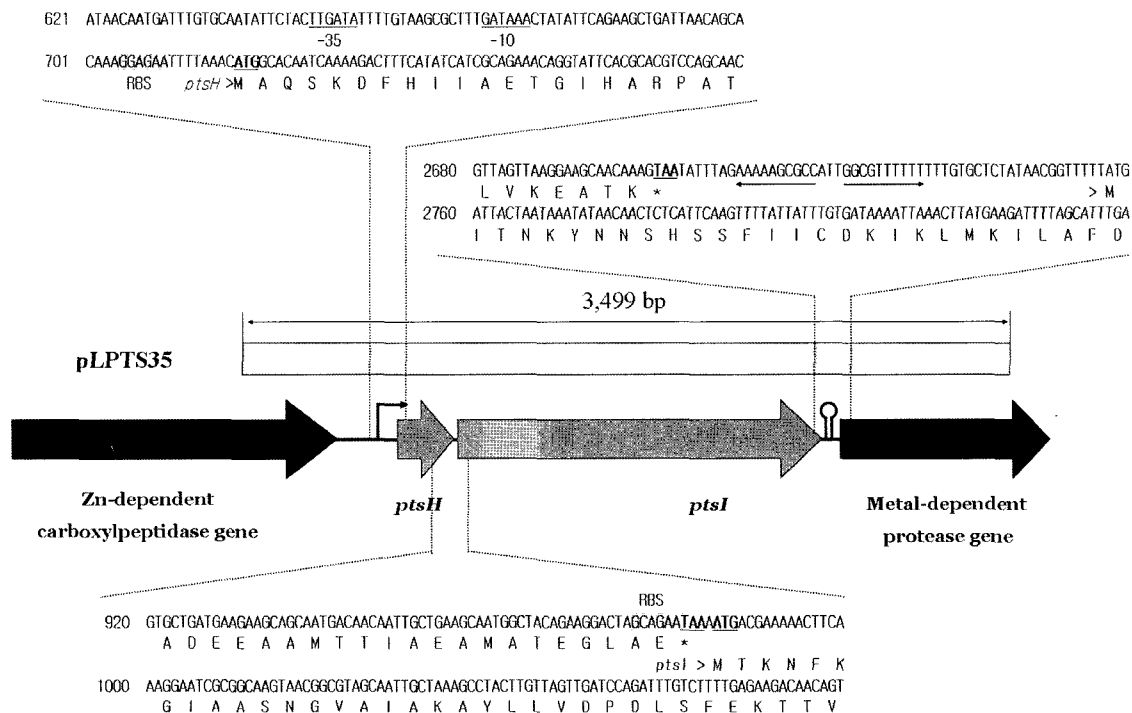 621 ATAACAATGATTTGTGCAATATTCTACTTGATATTTTGTAAGCGCTTTGATAAACTATATTCAGAAGCTGATTAACAGCA
-35 -10
701 CAAAGGAGAATTTTAAACATGGCACAATCAAAAGACTTTCATATCATCGCAGAAACAGGTATTCACGCACGTCCAGCAAC
RBS ptsH >M A Q S K D F H I I A E T G I H A R P A T
2680 GTTAGTTAAGGAAGCAACAAAGTAATATTTAGAAAAAGCGCCATTGGCGTTTTTTTTTGTGCTCTATAACGGTTTTTATG
L V K E A T K * > M
2760 ATTACTAATAAATATAACAACTCTCATTCAAGTTTTATTATTTGTGATAAAATTAAACTTATGAAGATTTTAGCATTTGA
I T N K Y N N S H S S F I I C D K I K L M K I L A F D
3,499 bp
pLPTS35
Zn-dependent
carboxylpeptidase gene
ptsH
ptsI
Metal-dependent
protease gene
RBS
920 GTGCTGATGAAGAAGCAGCAATGACAACAATTGCTGAAGCAATGGCTACAGAAGGACTAGCAGAATAAATGACGAAAAACTTCA
A D E E A A M T T I A E A M A T E G L A E *
ptsI > M T K N F K
1000 AAGGAATCGCGGCAAGTAACGGCGTAGCAATTGCTAAAGCCTACTTGTTAGTTGATCCAGATTTGTCTTTTGAGAAGACAACAGT
G I A A S N G V A I A K A Y L L V D P D L S F E K T T V